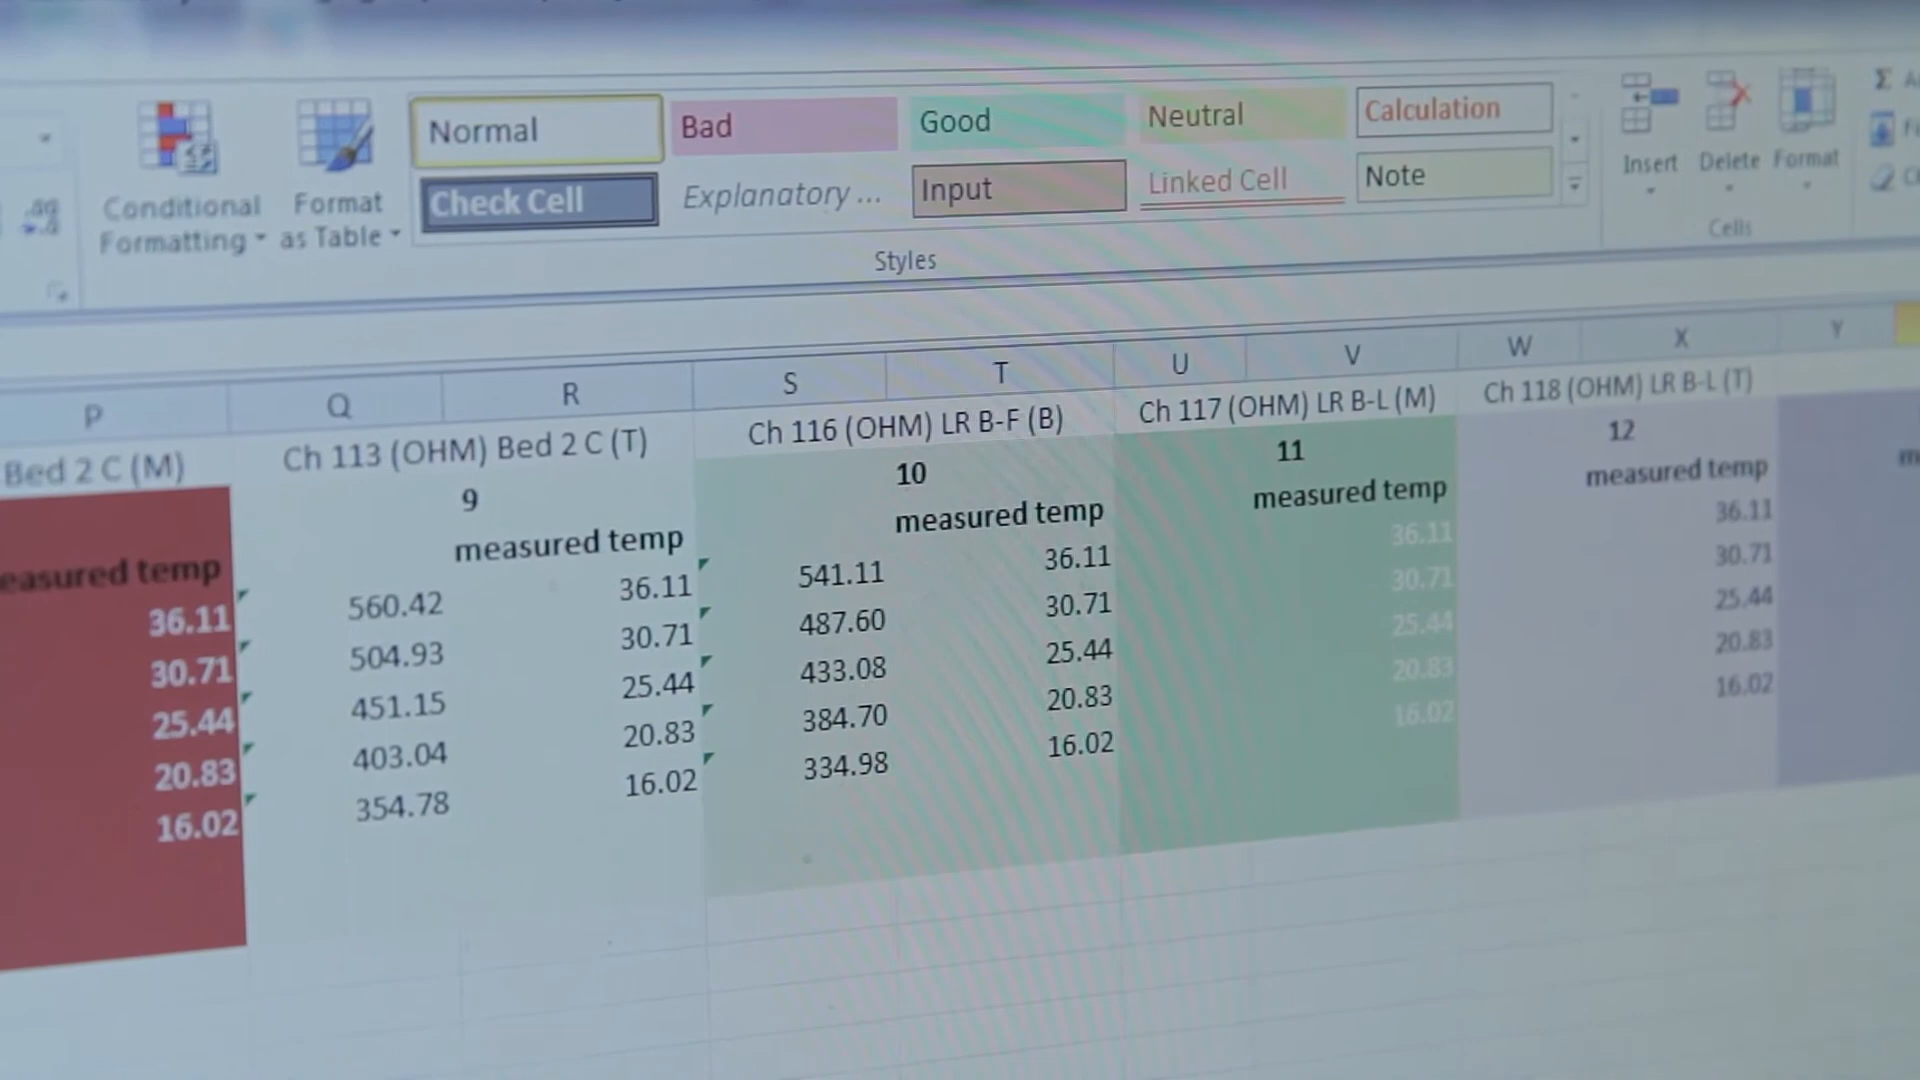 Normal Bad Good Neutral Calculation
Check Cell Explanatory ... Input Linked Cell Note
Conditional Formatting
Format as Table
Styles
Insert Delete Format
Cells
P Q R S T U V W X Y
Bed 2 C (M) Ch 113 (OHM) Bed 2 C (T) Ch 116 (OHM) LR B-F (B) Ch 117 (OHM) LR B-L (M) Ch 118 (OHM) LR B-L (T)
9 10 11 12
easured temp measured temp measured temp measured temp measured temp
36.11 560.42 36.11 541.11 36.11 36.11 36.11
30.71 504.93 30.71 487.60 30.71 30.71 30.71
25.44 451.15 25.44 433.08 25.44 25.44 25.44
20.83 403.04 20.83 384.70 20.83 20.83 20.83
16.02 354.78 16.02 334.98 16.02 16.02 16.02